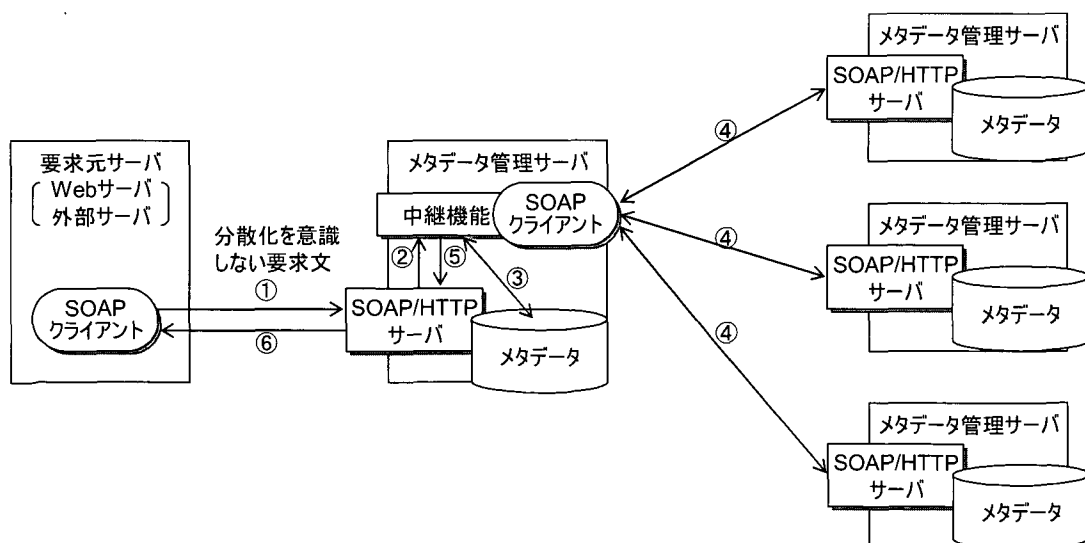 要求元サーバ
Webサーバ
外部サーバ
分散化を意識
しない要求文
SOAP
クライアント
①
⑥
メタデータ管理サーバ
中継機能
SOAP
クライアント
②
⑤
③
SOAP/HTTP
サーバ
メタデータ
④
④
④
メタデータ管理サーバ
SOAP/HTTP
サーバ
メタデータ
メタデータ管理サーバ
SOAP/HTTP
サーバ
メタデータ
メタデータ管理サーバ
SOAP/HTTP
サーバ
メタデータ